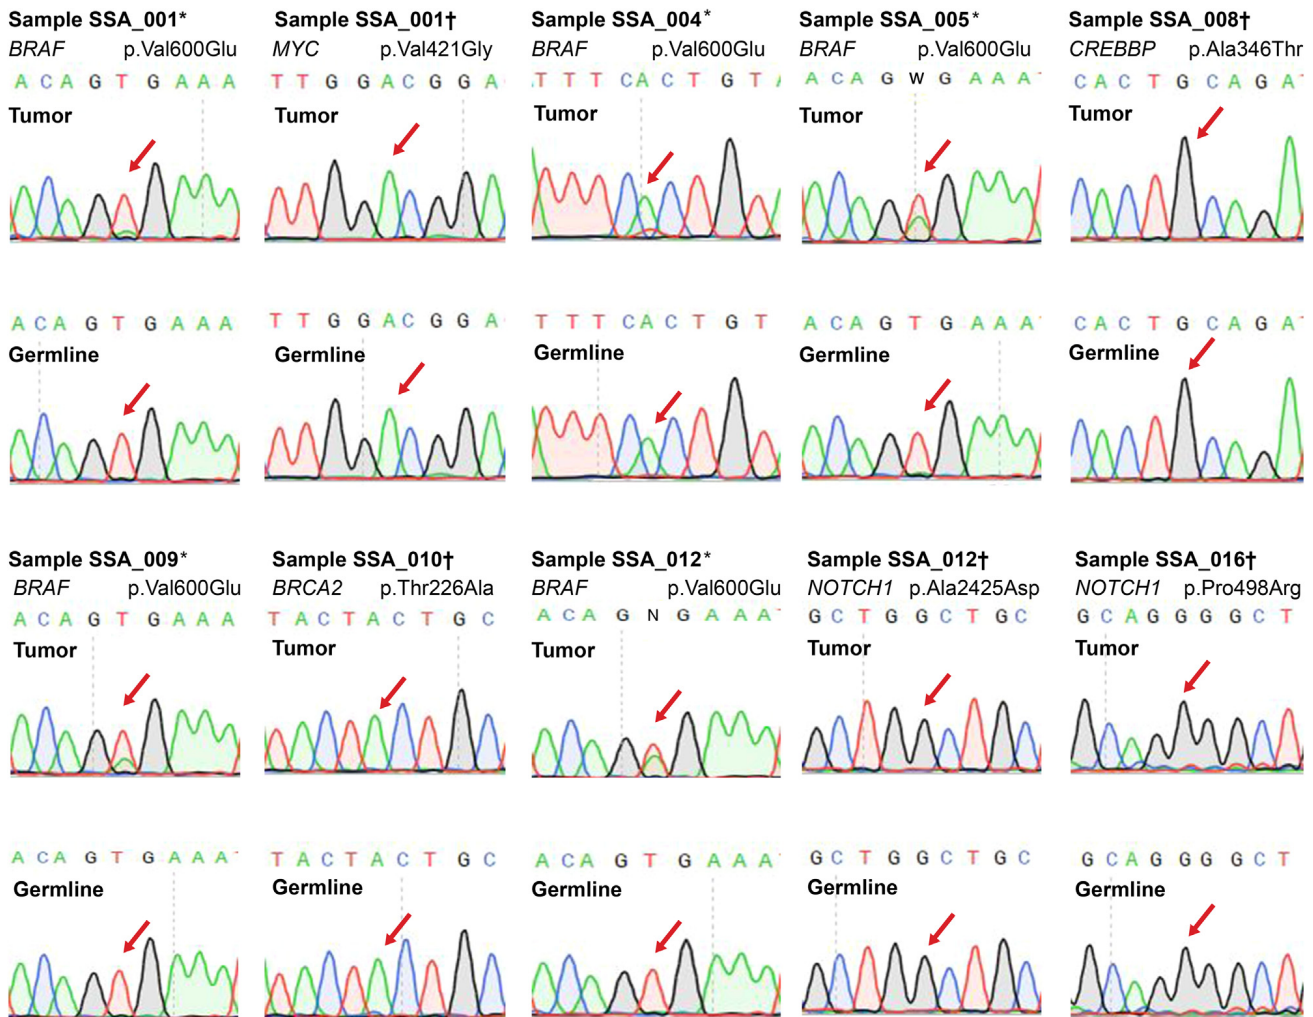 Sample SSA_001* Sample SSA_001† Sample SSA_004* Sample SSA_005* Sample SSA_008†
BRAF p.Val600Glu MYC p.Val421Gly BRAF p.Val600Glu BRAF p.Val600Glu CREBBP p.Ala346Thr
A C A G T G A A A T T G G A C G G A T T T C A C T G T A A C A G W G A A A C A C T G C A G A
Tumor Tumor Tumor Tumor Tumor
A C A G T G A A A T T G G A C G G A T T T C A C T G T A C A G T G A A A C A C T G C A G A
Germline Germline Germline Germline Germline
Sample SSA_009* Sample SSA_010† Sample SSA_012* Sample SSA_012† Sample SSA_016†
BRAF p.Val600Glu BRCA2 p.Thr226Ala BRAF p.Val600Glu NOTCH1 p.Ala2425Asp NOTCH1 p.Pro498Arg
A C A G T G A A A T A C T A C T G C A C A G N G A A A G C T G G C T G C G C A G G G G C T
Tumor Tumor Tumor Tumor Tumor
A C A G T G A A A T A C T A C T G C A C A G T G A A A G C T G G C T G C G C A G G G G C T
Germline Germline Germline Germline Germline